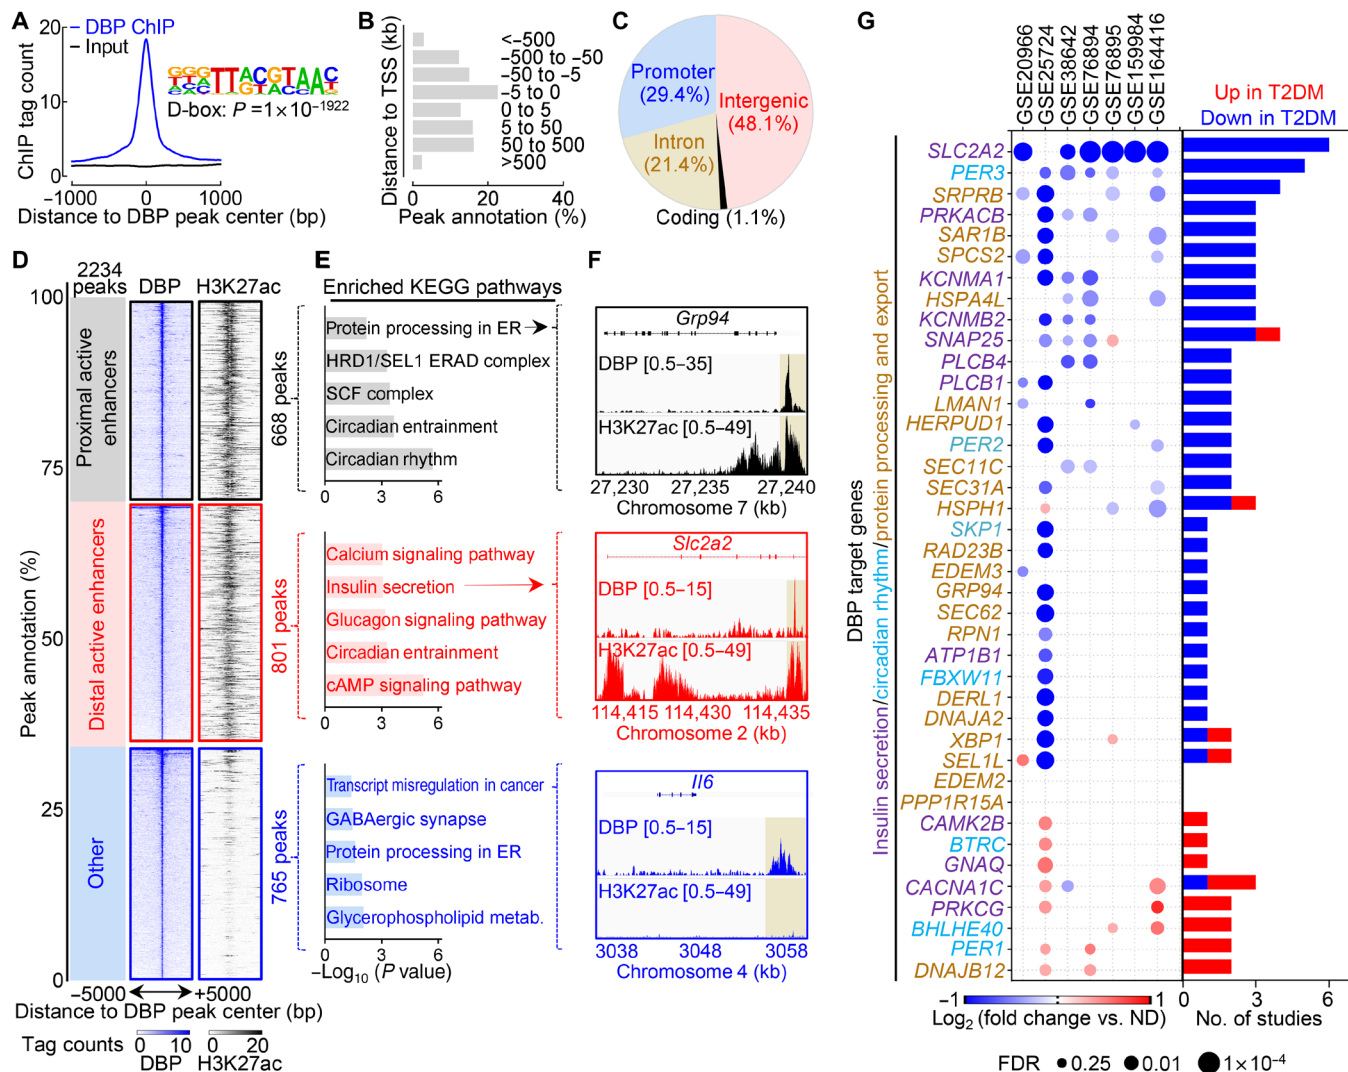 A
20
DBP ChIP
Input
10
0
ChIP tag count
GGGTTACGTAAC
D-box: P =1×10−1922
−1000
0
1000
Distance to DBP peak center (bp)
B
Distance to TSS (kb)
<−500
−500 to −50
−50 to −5
−5 to 0
0 to 5
5 to 50
50 to 500
>500
0
20
40
Peak annotation (%)
C
Promoter
(29.4%)
Intergenic
(48.1%)
Intron
(21.4%)
Coding (1.1%)
D
2234
peaks
DBP
H3K27ac
100
75
50
25
0
Peak annotation (%)
Proximal active
enhancers
Distal active enhancers
Other
668 peaks
801 peaks
765 peaks
−5000
+5000
Distance to DBP peak center (bp)
Tag counts
0 10
DBP
0 20
H3K27ac
E
Enriched KEGG pathways
Protein processing in ER
HRD1/SEL1 ERAD complex
SCF complex
Circadian entrainment
Circadian rhythm
0 3 6
Calcium signaling pathway
Insulin secretion
Glucagon signaling pathway
Circadian entrainment
cAMP signaling pathway
0 3 6
Transcript misregulation in cancer
GABAergic synapse
Protein processing in ER
Ribosome
Glycerophospholipid metab.
0 3 6
−Log10 (P value)
F
Grp94
DBP [0.5−35]
H3K27ac [0.5−49]
27,230 27,235 27,240
Chromosome 7 (kb)
Slc2a2
DBP [0.5−15]
H3K27ac [0.5−49]
114,415 114,430 114,435
Chromosome 2 (kb)
Il6
DBP [0.5−15]
H3K27ac [0.5−49]
3038 3048 3058
Chromosome 4 (kb)
G
GSE20966
GSE25724
GSE38642
GSE76894
GSE76895
GSE159984
GSE164416
Up in T2DM
Down in T2DM
DBP target genes
Insulin secretion/circadian rhythm/protein processing and export
SLC2A2
PER3
SRPRB
PRKACB
SAR1B
SPCS2
KCNMA1
HSPA4L
KCNMB2
SNAP25
PLCB4
PLCB1
LMAN1
HERPUD1
PER2
SEC11C
SEC31A
HSPH1
SKP1
RAD23B
EDEM3
GRP94
SEC62
RPN1
ATP1B1
FBXW11
DERL1
DNAJA2
XBP1
SEL1L
EDEM2
PPP1R15A
CAMK2B
BTRC
GNAQ
CACNA1C
PRKCG
BHLHE40
PER1
DNAJB12
−1
1
Log2 (fold change vs. ND)
0 3 6
No. of studies
FDR 0.25 0.01 1×10−4